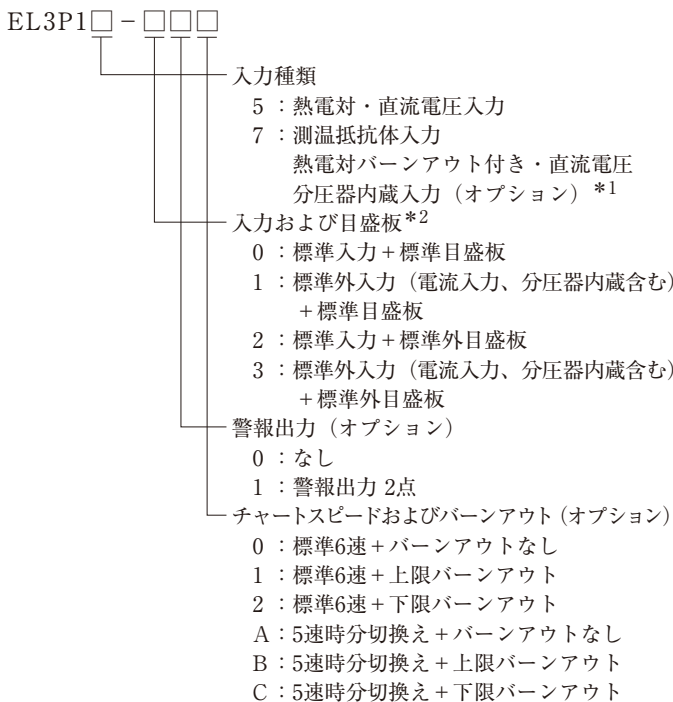 EL3P1□－□□□
入力種類
5 ：熱電対・直流電圧入力
7 ：測温抵抗体入力
熱電対バーンアウト付き・直流電圧
分圧器内蔵入力（オプション）*1
入力および目盛板*2
0 ：標準入力+標準目盛板
1 ：標準外入力（電流入力、分圧器内蔵含む）
+標準目盛板
2 ：標準入力+標準外目盛板
3 ：標準外入力（電流入力、分圧器内蔵含む）
+標準外目盛板
警報出力（オプション）
0 ：なし
1 ：警報出力 2点
チャートスピードおよびバーンアウト（オプション）
0 ：標準6速+バーンアウトなし
1 ：標準6速+上限バーンアウト
2 ：標準6速+下限バーンアウト
A ：5速時分切換え+バーンアウトなし
B ：5速時分切換え+上限バーンアウト
C ：5速時分切換え+下限バーンアウト